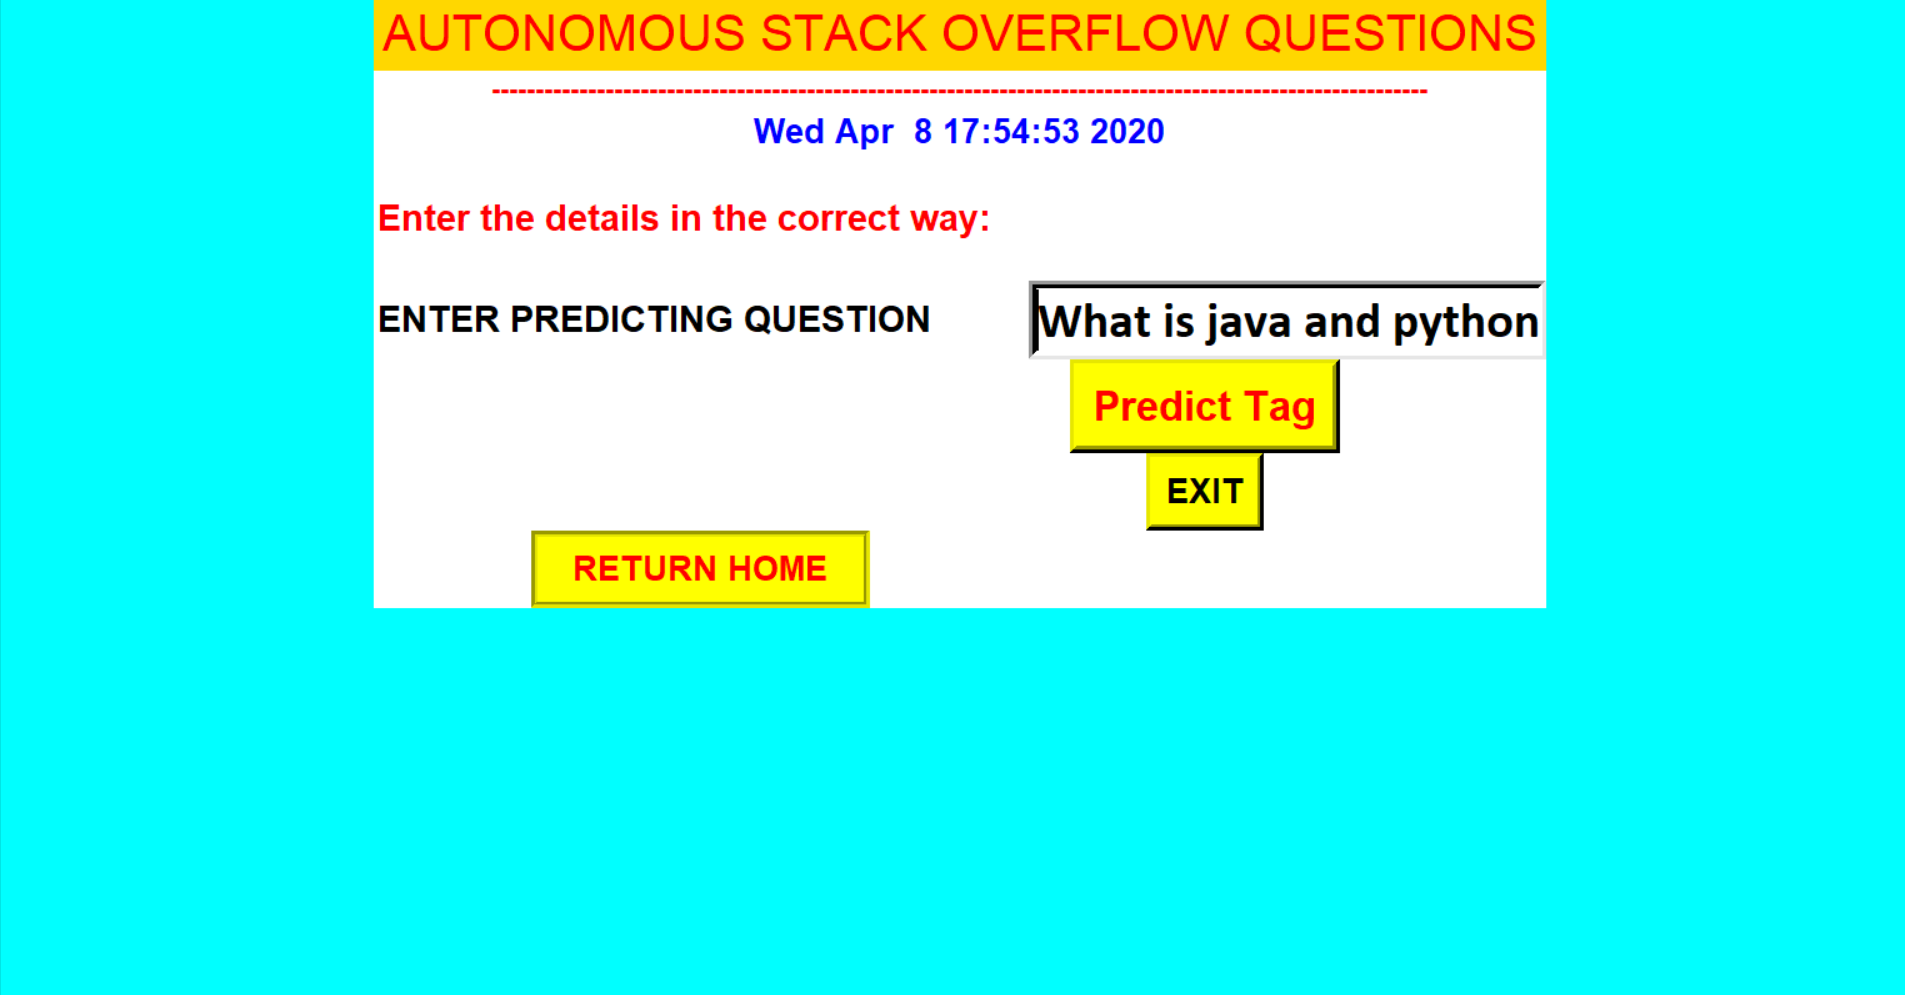 AUTONOMOUS STACK OVERFLOW QUESTIONS
-----------------------------------------------------------------------------------------------------------
Wed Apr  8 17:54:53 2020
Enter the details in the correct way:
ENTER PREDICTING QUESTION
What is java and python
Predict Tag
EXIT
RETURN HOME